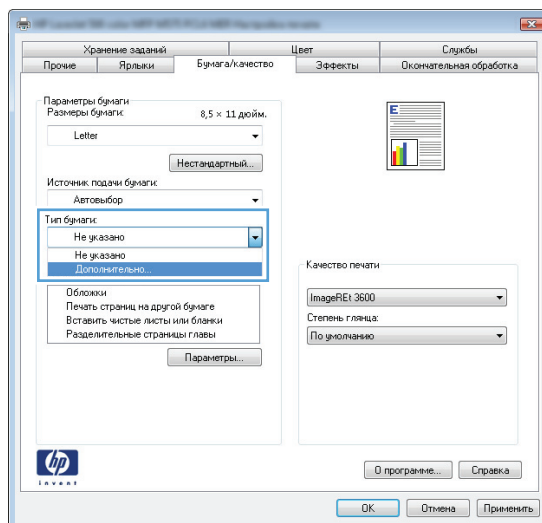 Хранение заданий Цвет Службы
Прочие Ярлыки Бумага/качество Эффекты Окончательная обработка
Параметры бумаги
Размеры бумаги: 8,5 × 11 дюйм.
Letter
Нестандартный...
Источник подачи бумаги:
Автовыбор
Тип бумаги:
Не указано
Не указано
Дополнительно...
Обложки
Печать страниц на другой бумаге
Вставить чистые листы или бланки
Разделительные страницы главы
Параметры...
E
Качество печати
ImageREt 3600
Степень глянца:
По умолчанию
hp
invent
О программе... Справка
OK Отмена Применить